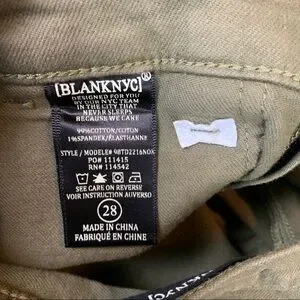 [BLANKNYC]®
DESIGNED FOR YOU
BY OUR NYC TEAM
IN THE CITY THAT
NEVER SLEEPS
BECAUSE WE CARE
99%COTTON/COTON
1%SPANDEX/ÉLASTHANNE
STYLE / MODELE# 98TD2216NOR
PO# 111415
RN# 114542
SEE CARE ON REVERSE
VOIR INSTRUCTION AUVERSO
28
MADE IN CHINA
FABRIQUÉ EN CHINE